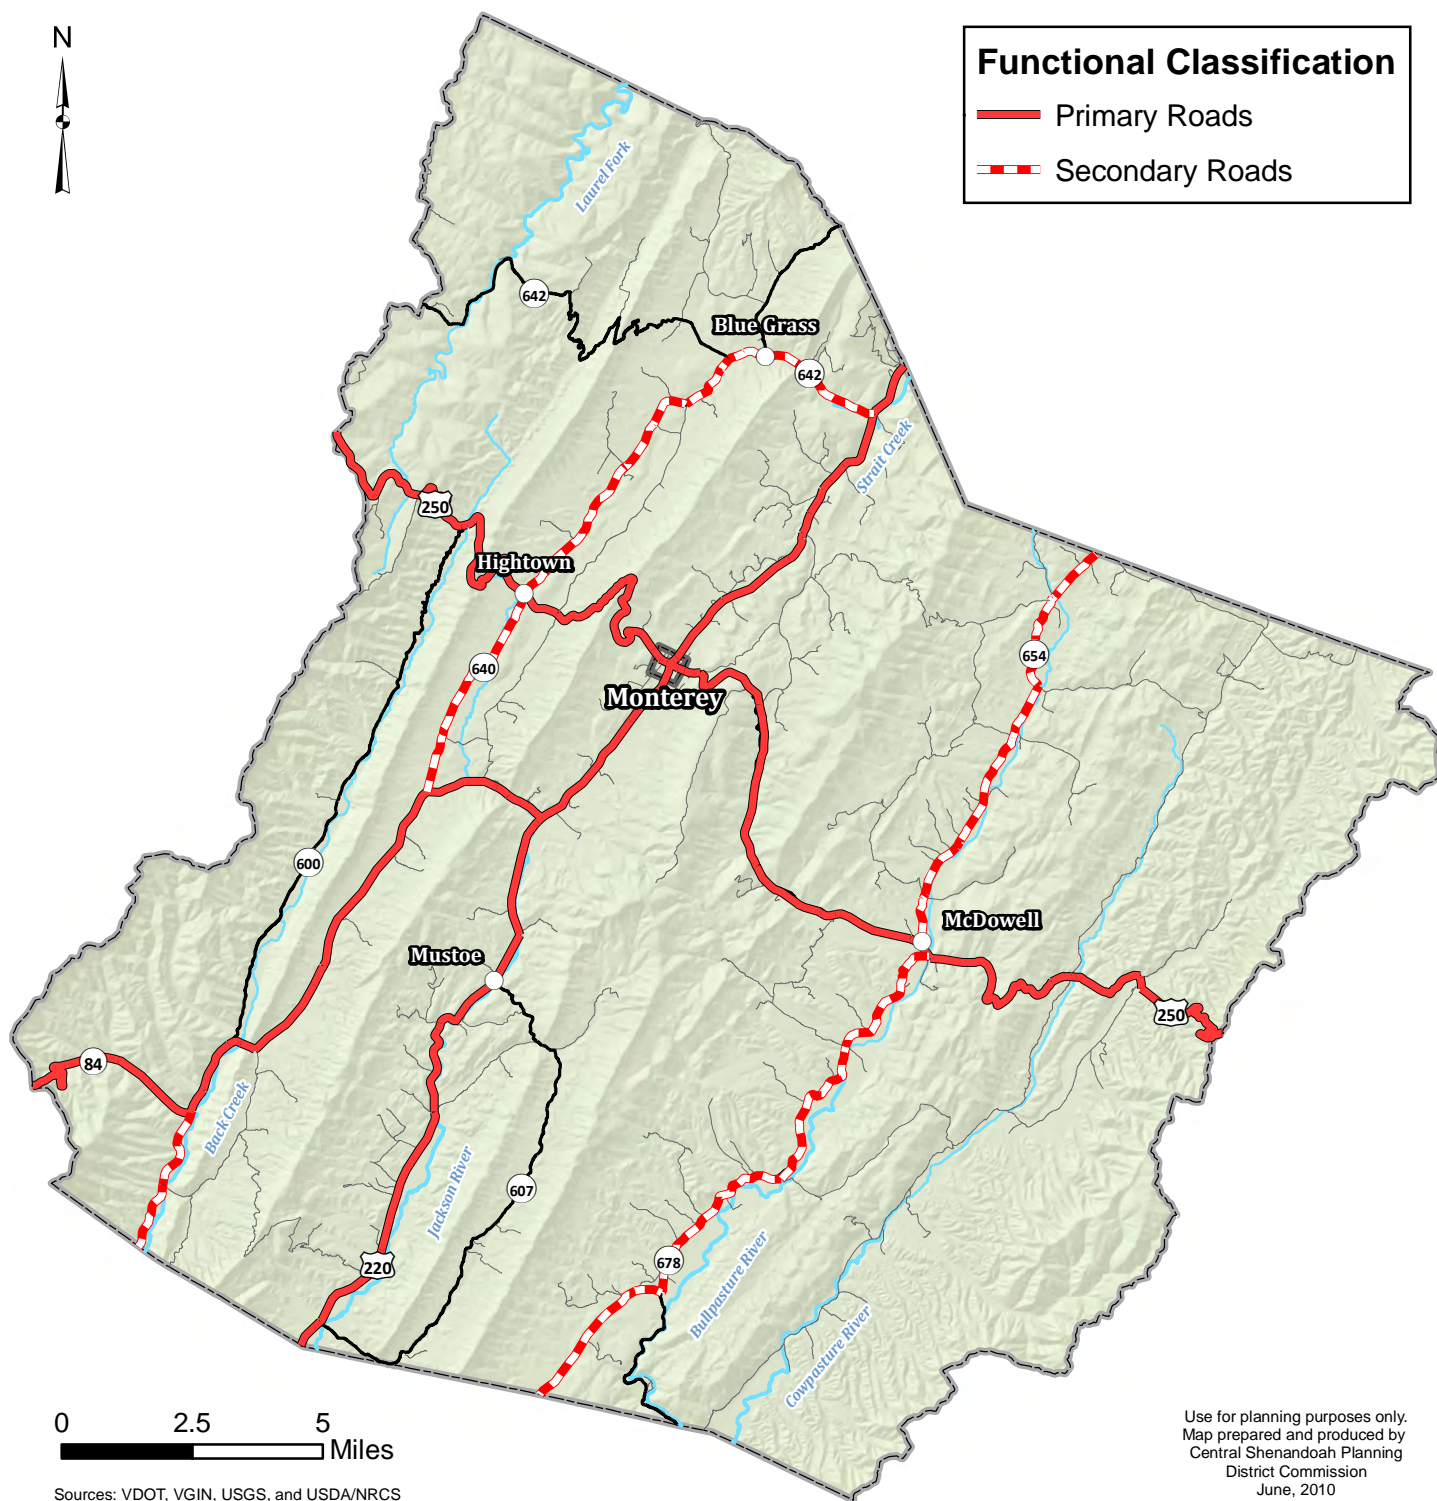 N
Functional Classification
Primary Roads
Secondary Roads
Laurel Fork
642
Blue Grass
642
Strait Creek
250
Hightown
640
654
Monterey
600
McDowell
Mustoe
250
84
Back Creek
Jackson River
607
220
678
Bullpasture River
Cowpasture River
0 2.5 5
Miles
Sources: VDOT, VGIN, USGS, and USDA/NRCS
Use for planning purposes only.
Map prepared and produced by
Central Shenandoah Planning
District Commission
June, 2010